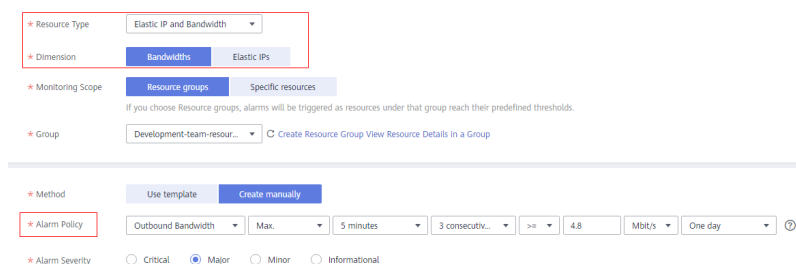 * Resource Type Elastic IP and Bandwidth
* Dimension Bandwidths Elastic IPs
* Monitoring Scope Resource groups Specific resources
If you choose Resource groups, alarms will be triggered as resources under that group reach their predefined thresholds.
* Group Development-team-resour... Create Resource Group View Resource Details in a Group
* Method Use template Create manually
* Alarm Policy Outbound Bandwidth Max. 5 minutes 3 consecutiv... >= 4.8 Mbit/s One day ?
* Alarm Severity Critical Major Minor Informational